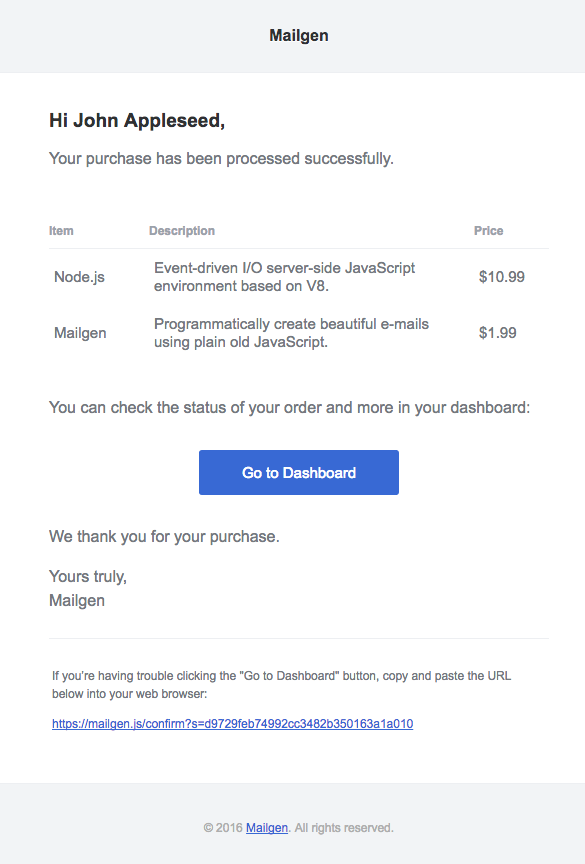 Mailgen
Hi John Appleseed,
Your purchase has been processed successfully.
Item Description Price
Node.js Event-driven I/O server-side JavaScript environment based on V8. $10.99
Mailgen Programmatically create beautiful e-mails using plain old JavaScript. $1.99
You can check the status of your order and more in your dashboard:
Go to Dashboard
We thank you for your purchase.
Yours truly,
Mailgen
If you’re having trouble clicking the "Go to Dashboard" button, copy and paste the URL
below into your web browser:
https://mailgen.js/confirm?s=d9729feb74992cc3482b350163a1a010
© 2016 Mailgen. All rights reserved.